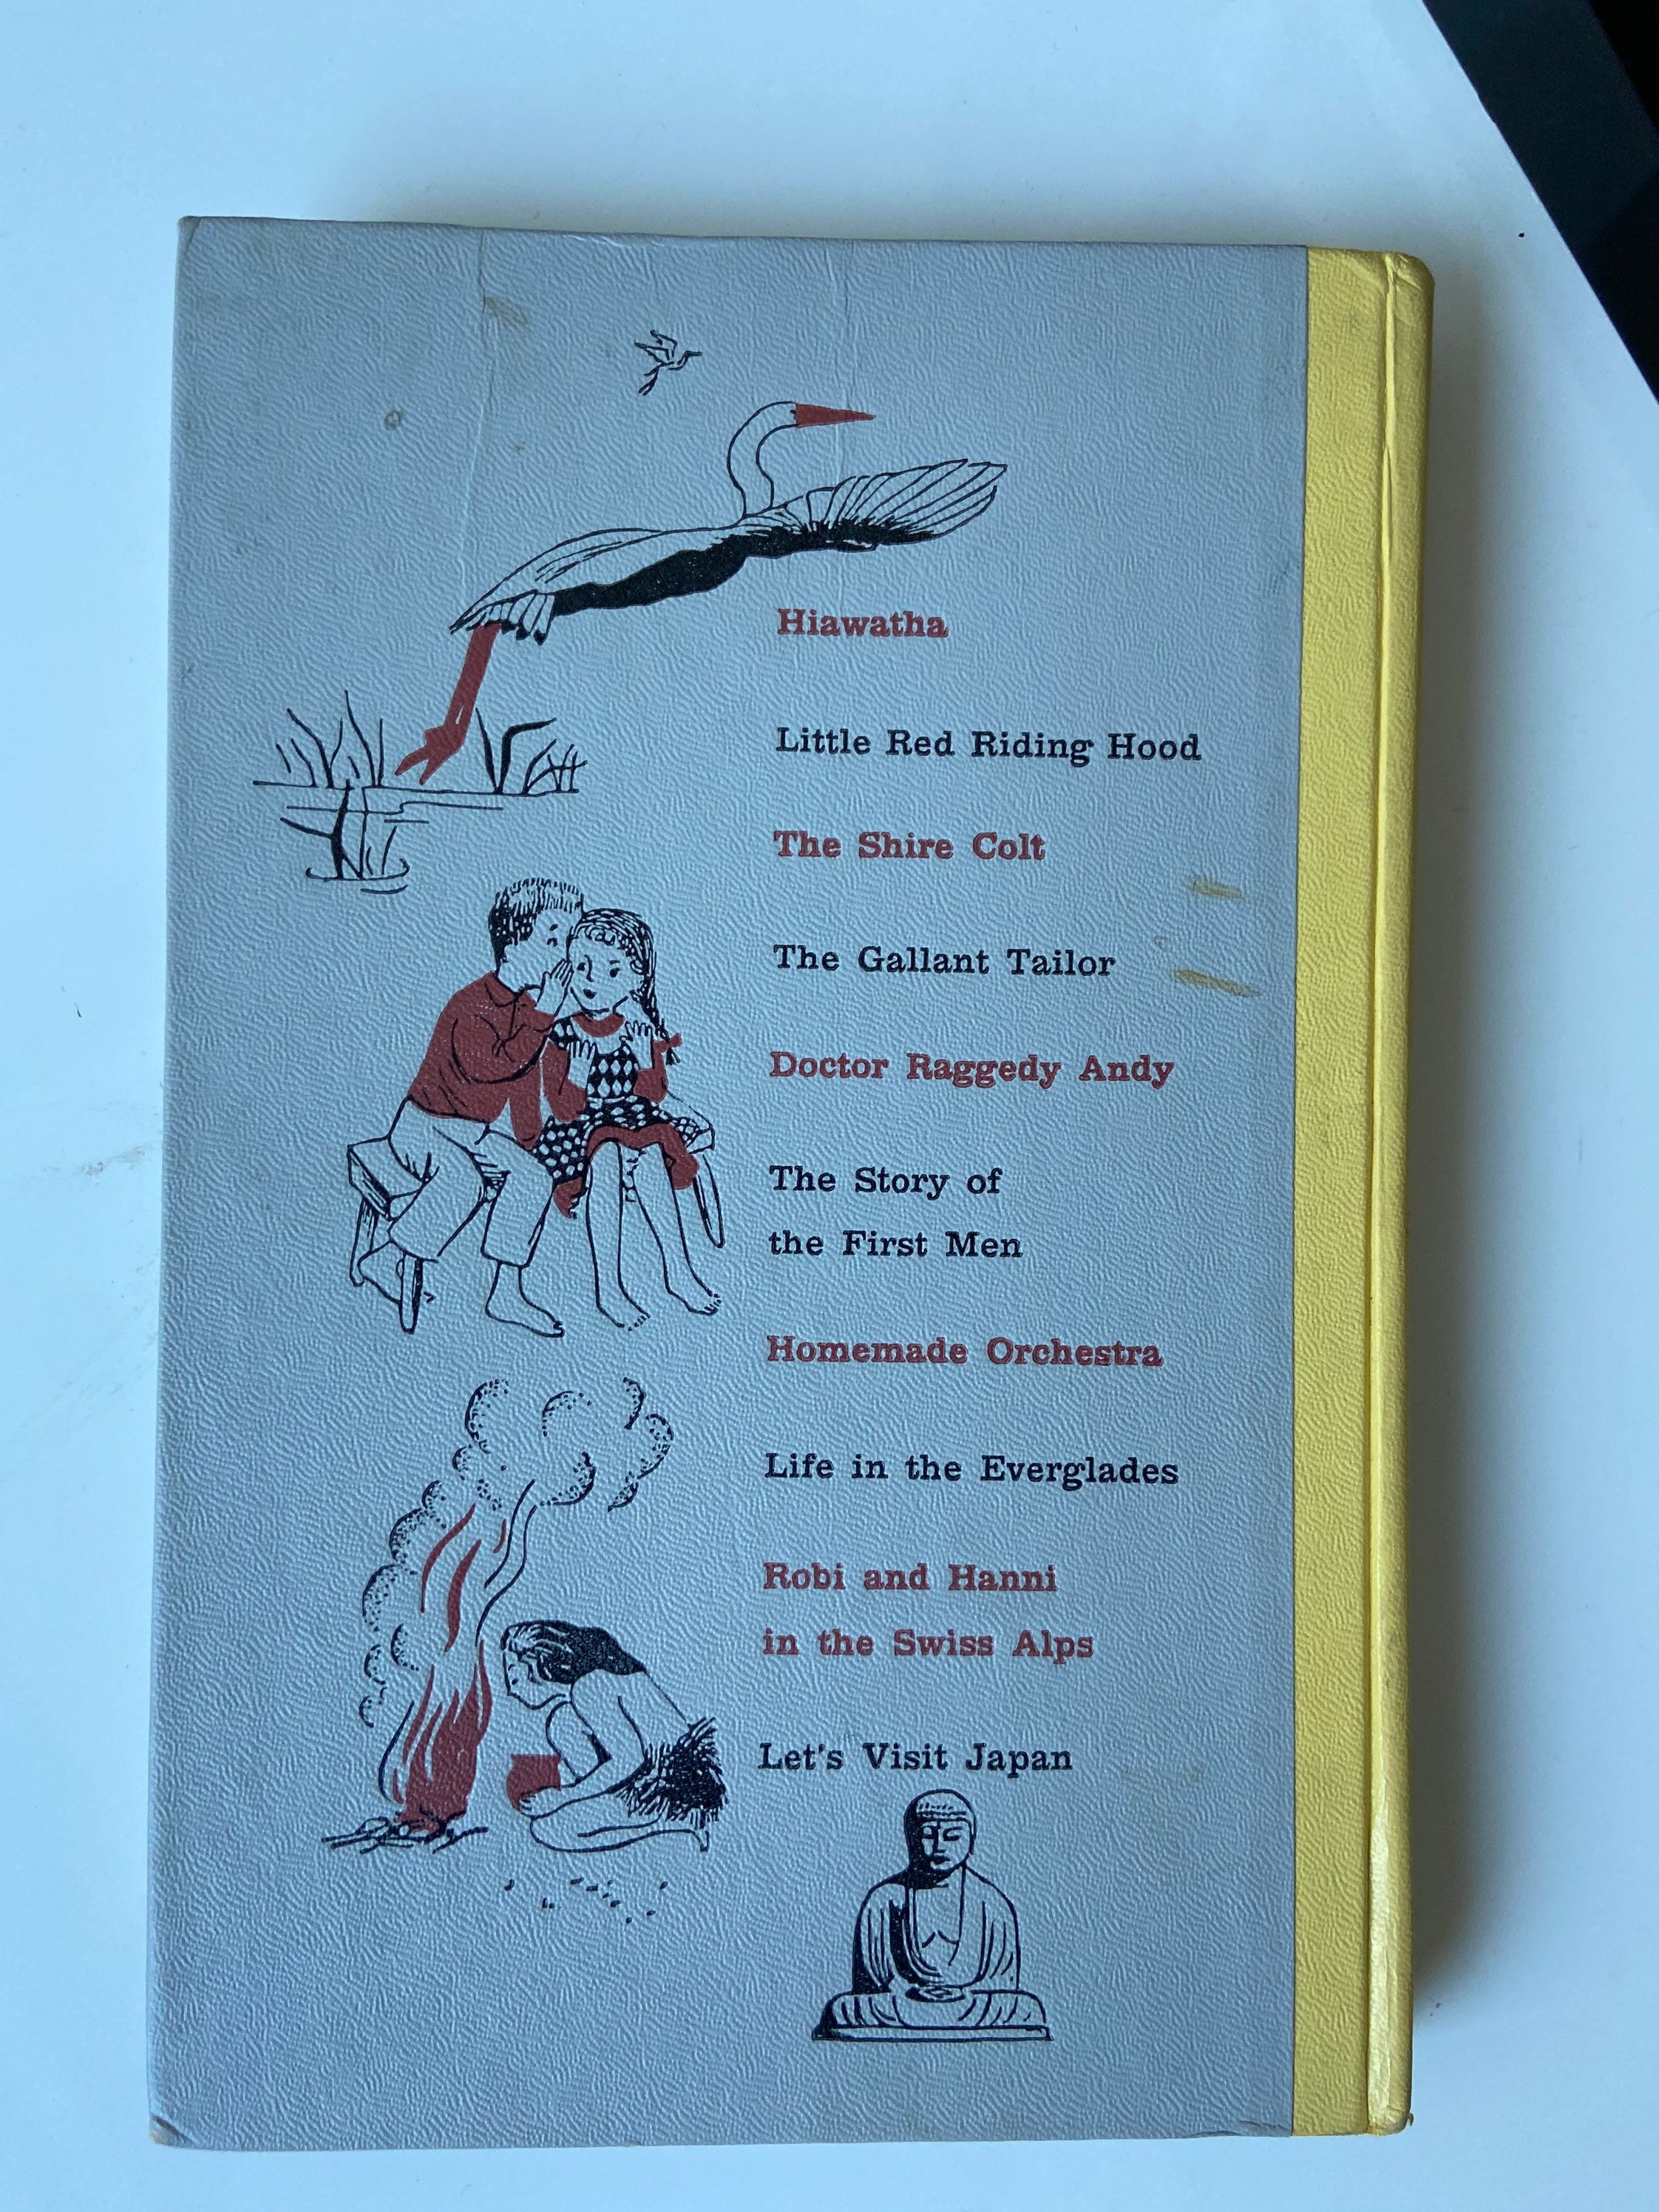 Hiawatha
Little Red Riding Hood
The Shire Colt
The Gallant Tailor
Doctor Raggedy Andy
The Story of
the First Men
Homemade Orchestra
Life in the Everglades
Robi and Hanni
in the Swiss Alps
Let's Visit Japan